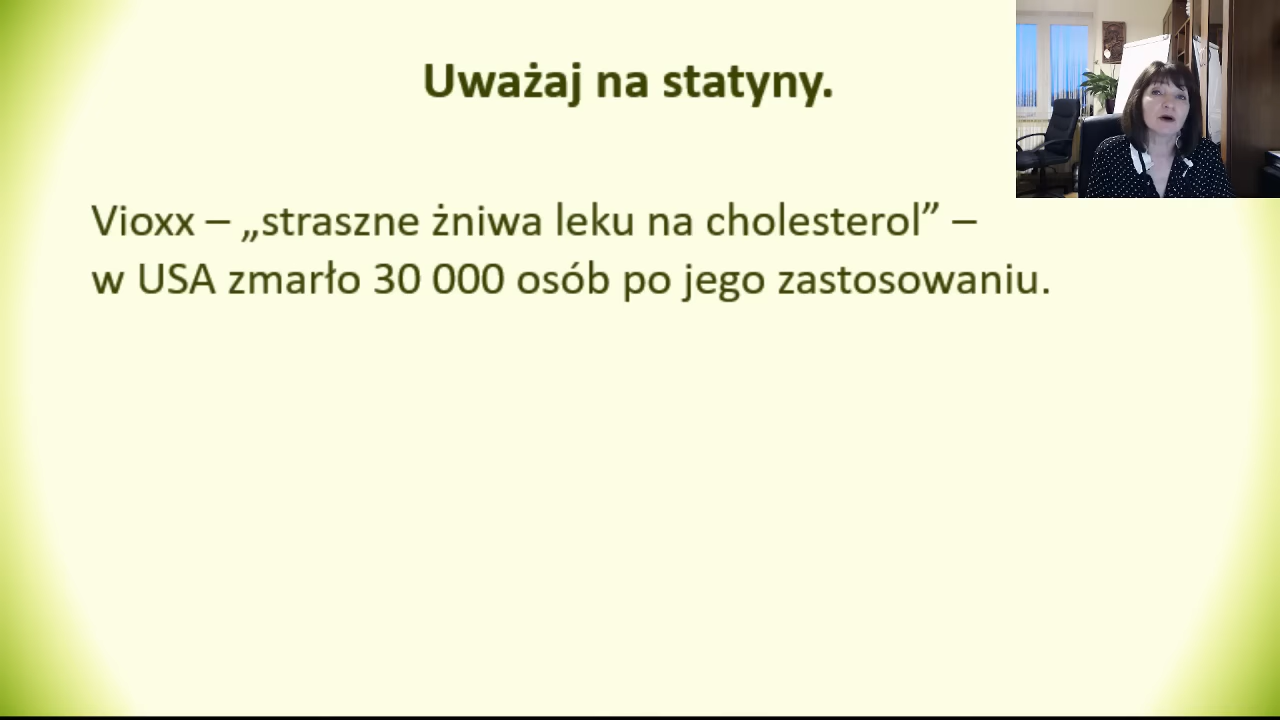 Uważaj na statyny.
Vioxx – „straszne żniwa leku na cholesterol” –
w USA zmarło 30 000 osób po jego zastosowaniu.